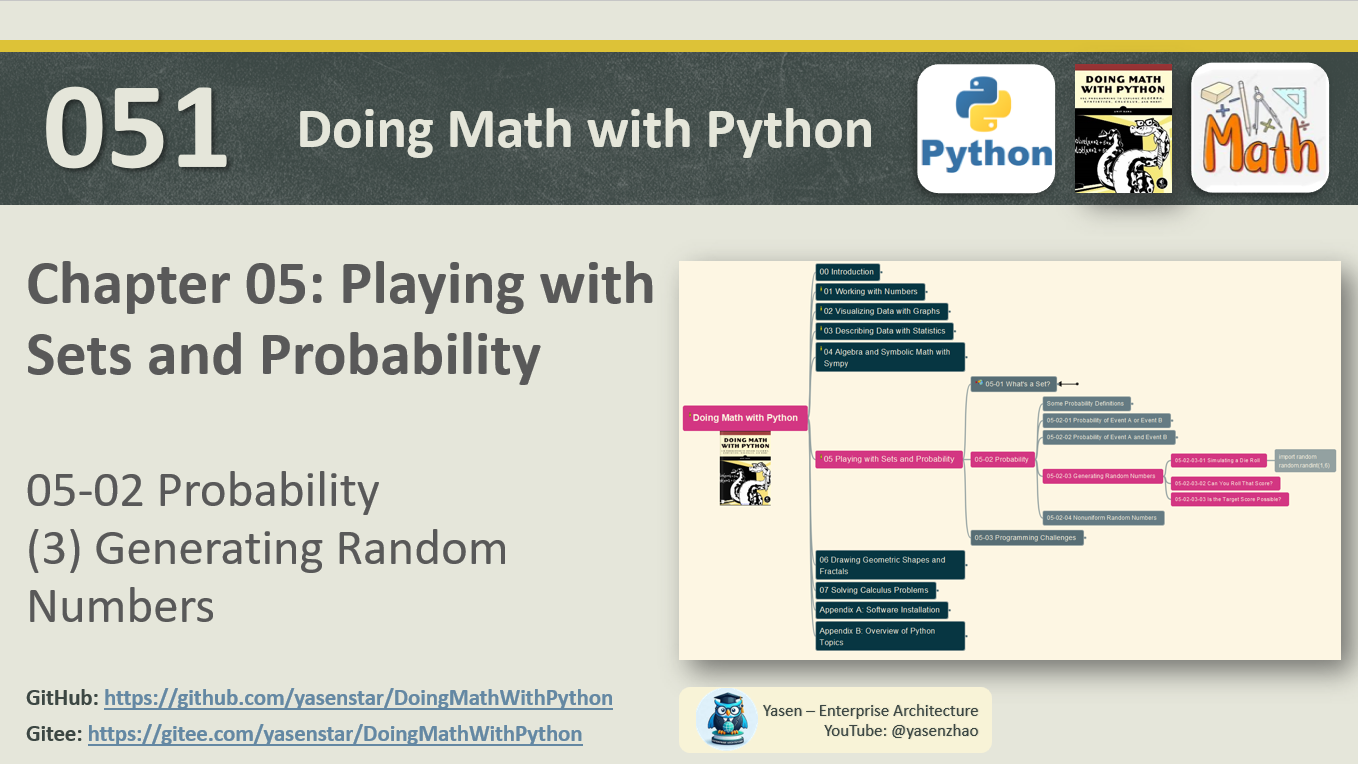 051
Doing Math with Python
Python
DOING MATH
WITH PYTHON
Math
Chapter 05: Playing with
Sets and Probability
05-02 Probability
(3) Generating Random
Numbers
GitHub: https://github.com/yasenstar/DoingMathWithPython
Gitee: https://gitee.com/yasenstar/DoingMathWithPython
Doing Math with Python
DOING MATH
WITH PYTHON
00 Introduction
01 Working with Numbers
02 Visualizing Data with Graphs
03 Describing Data with Statistics
04 Algebra and Symbolic Math with
Sympy
05 Playing with Sets and Probability
05-01 What's a Set?
05-02 Probability
Some Probability Definitions
05-02-01 Probability of Event A or Event B
05-02-02 Probability of Event A and Event B
05-02-03 Generating Random Numbers
05-02-03-01 Simulating a Die Roll
import random
random.randint(1,6)
05-02-03-02 Can You Roll That Score?
05-02-03-03 Is the Target Score Possible?
05-02-04 Nonuniform Random Numbers
05-03 Programming Challenges
06 Drawing Geometric Shapes and
Fractals
07 Solving Calculus Problems
Appendix A: Software Installation
Appendix B: Overview of Python
Topics
Yasen – Enterprise Architecture
YouTube: @yasenzhao